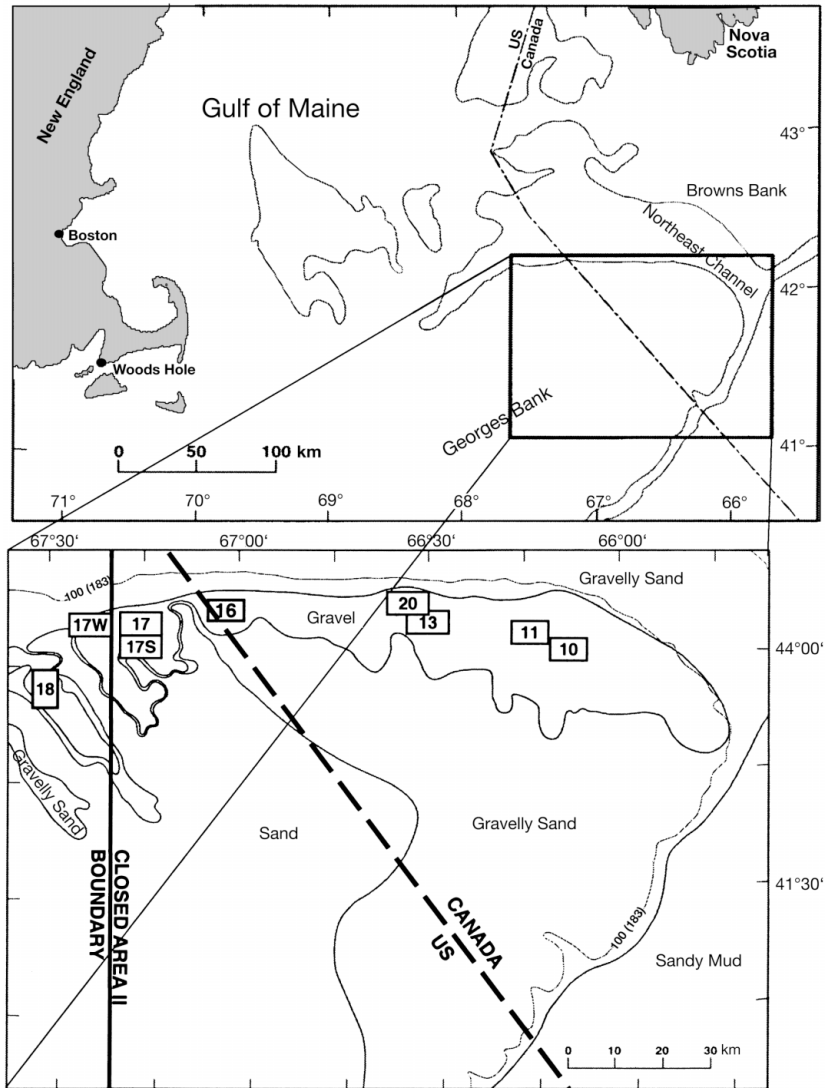 US
Canada
Nova
Scotia
New England
Gulf of Maine
43°
Browns Bank
Northeast Channel
Boston
42°
Woods Hole
Georges Bank
0 50 100 km
41°
71° 70° 69° 68° 67° 66°
67°30' 67°00' 66°30' 66°00'
100 (183)
Gravelly Sand
17W 17 16 Gravel 20
17S 13 11
10
44°00'
18
Gravelly Sand
Sand
Gravelly Sand
CLOSED AREA II
BOUNDARY
41°30'
CANADA
US
100 (183)
Sandy Mud
0 10 20 30 km